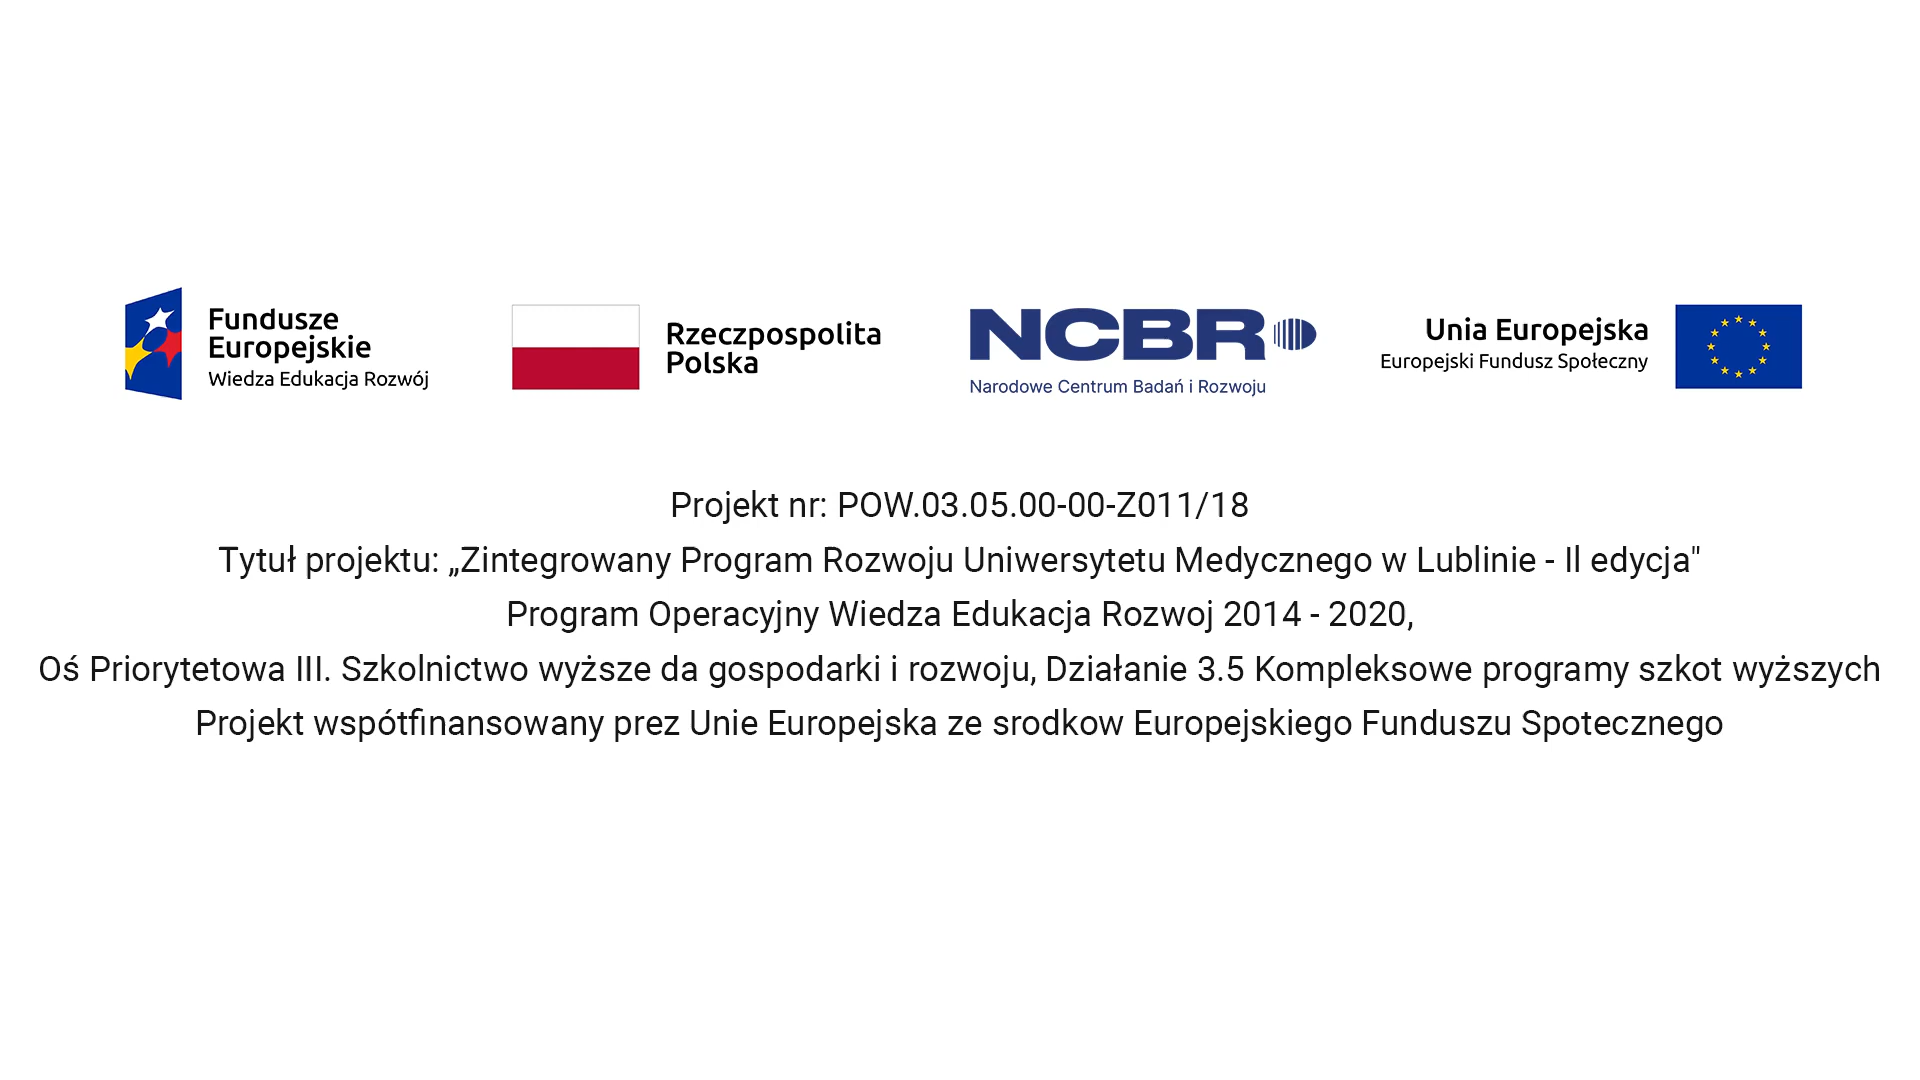 Fundusze
Europejskie
Wiedza Edukacja Rozwój
Rzeczpospolita
Polska
NCBR
Narodowe Centrum Badań i Rozwoju
Unia Europejska
Europejski Fundusz Społeczny
Projekt nr: POW.03.05.00-00-Z011/18
Tytuł projektu: „Zintegrowany Program Rozwoju Uniwersytetu Medycznego w Lublinie - Il edycja"
Program Operacyjny Wiedza Edukacja Rozwoj 2014 - 2020,
Oś Priorytetowa III. Szkolnictwo wyższe da gospodarki i rozwoju, Działanie 3.5 Kompleksowe programy szkot wyższych
Projekt wspótfinansowany prez Unie Europejska ze srodkow Europejskiego Funduszu Spotecznego